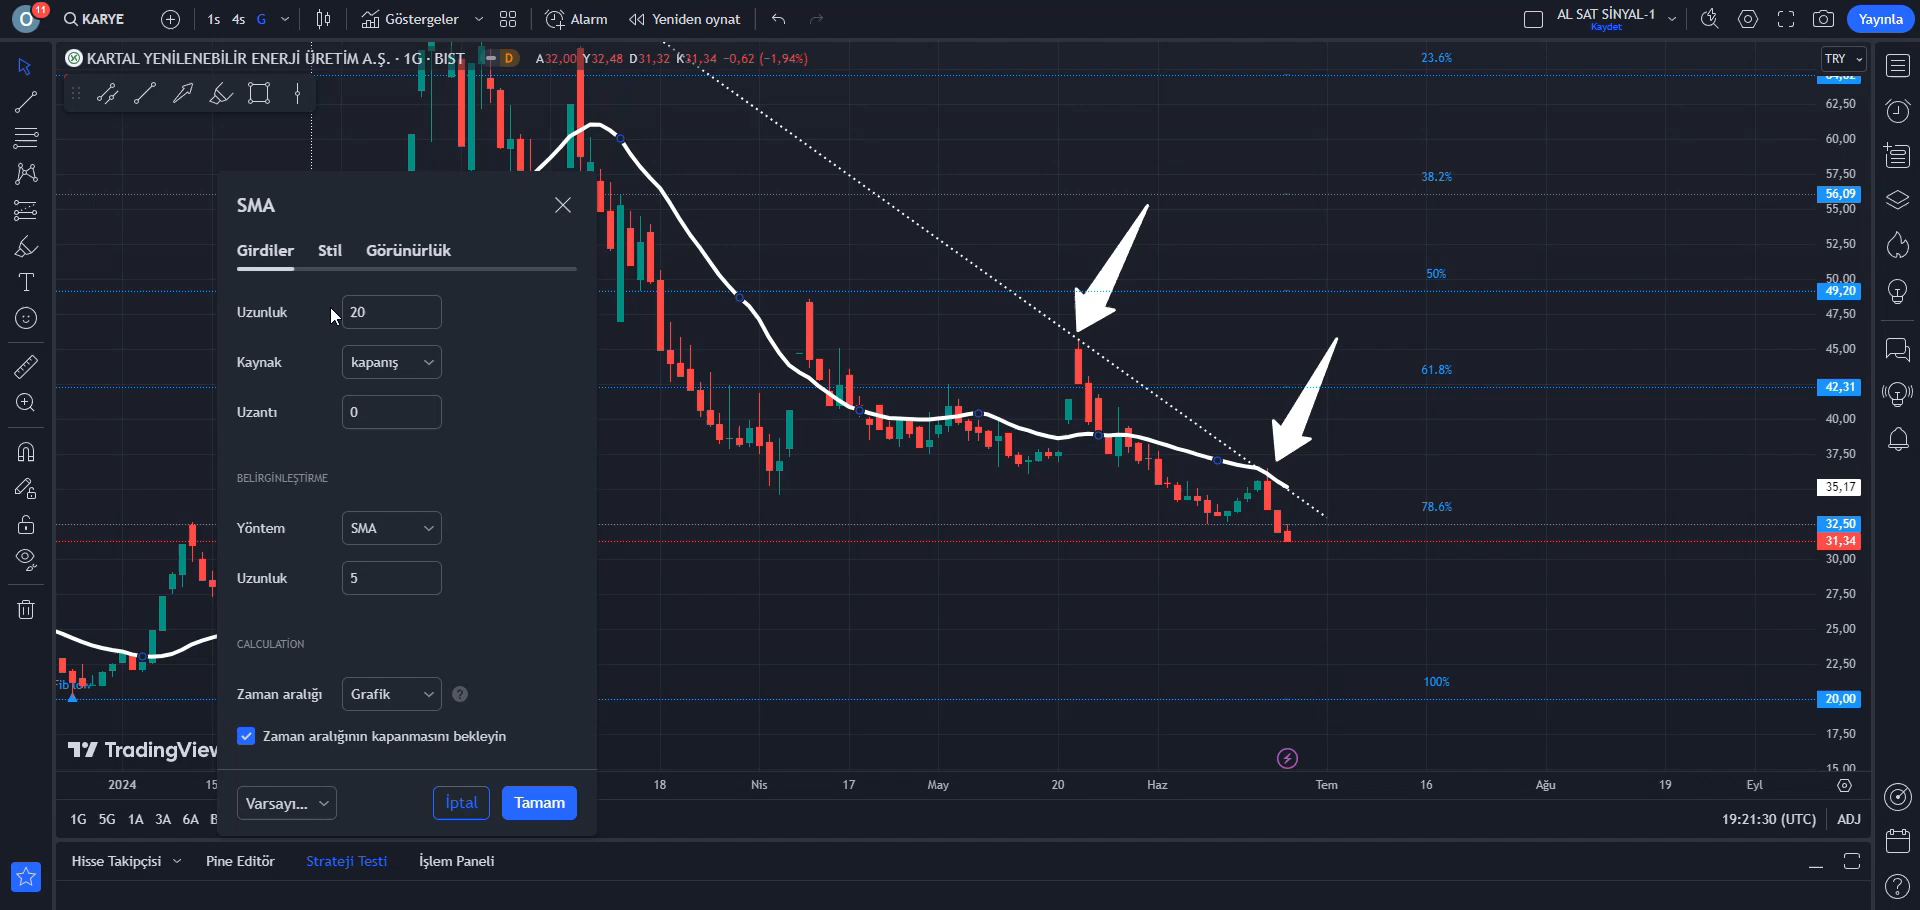 11
KARYE
1s 4s G
Göstergeler
Alarm
Yeniden oynat
AL SAT SİNYAL-1
Kaydet
Yayınla
KARTAL YENİLENEBİLİR ENERJİ ÜRETİM A.Ş. · 1G · BIST
D
A32,00 Y32,48 D31,32 K31,34 −0,62 (−1,94%)
TRY
23.6%
62,50
60,00
57,50
38.2%
56,09
55,00
52,50
50,00
50%
49,20
47,50
45,00
61.8%
42,31
40,00
37,50
35,17
78.6%
32,50
31,34
30,00
27,50
25,00
22,50
100%
20,00
17,50
15,00
SMA
Girdiler Stil Görünürlük
Uzunluk 20
Kaynak kapanış
Uzantı 0
BELİRGİNLEŞTİRME
Yöntem SMA
Uzunluk 5
CALCULATION
Zaman aralığı Grafik ?
Zaman aralığının kapanmasını bekleyin
Varsayı...
İptal
Tamam
TradingView
2024 15 18 Nis 17 May 20 Haz Tem 16 Ağu 19 Eyl
1G 5G 1A 3A 6A B
19:21:30 (UTC) ADJ
Hisse Takipçisi Pine Editör Strateji Testi İşlem Paneli